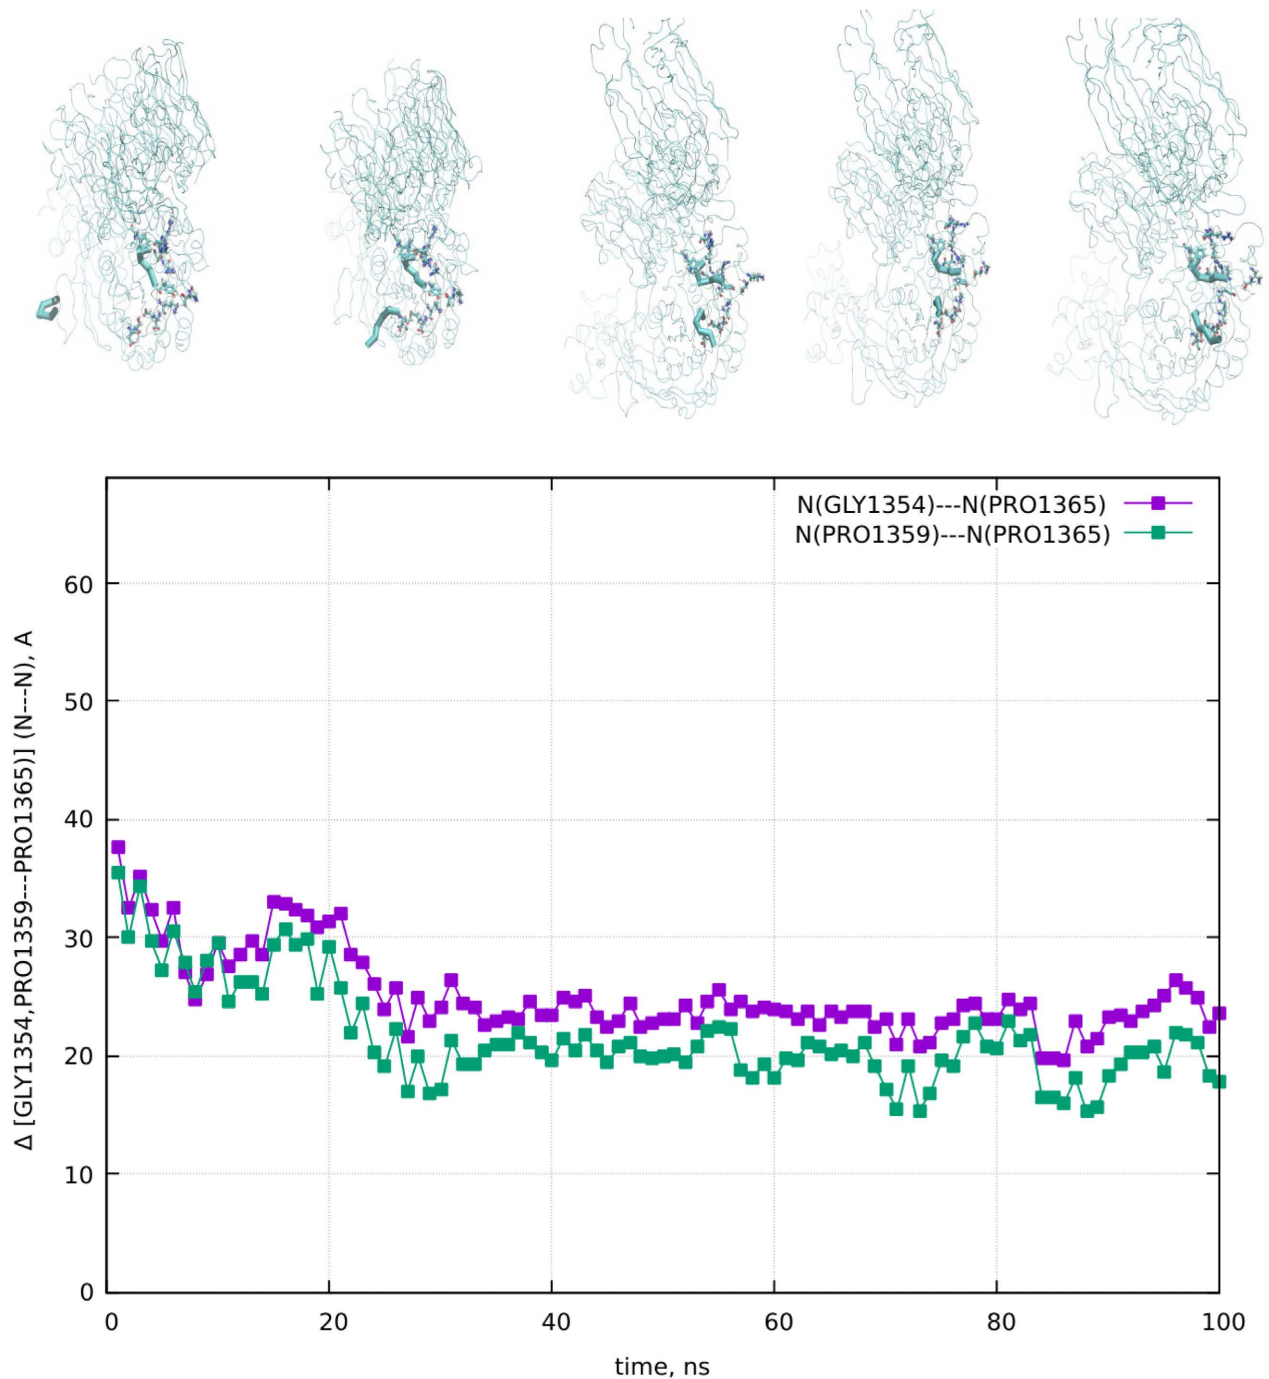 N(GLY1354)---N(PRO1365)
N(PRO1359)---N(PRO1365)
60
50
40
30
20
10
0
Δ [GLY1354,PRO1359---PRO1365)] (N---N), A
0 20 40 60 80 100
time, ns